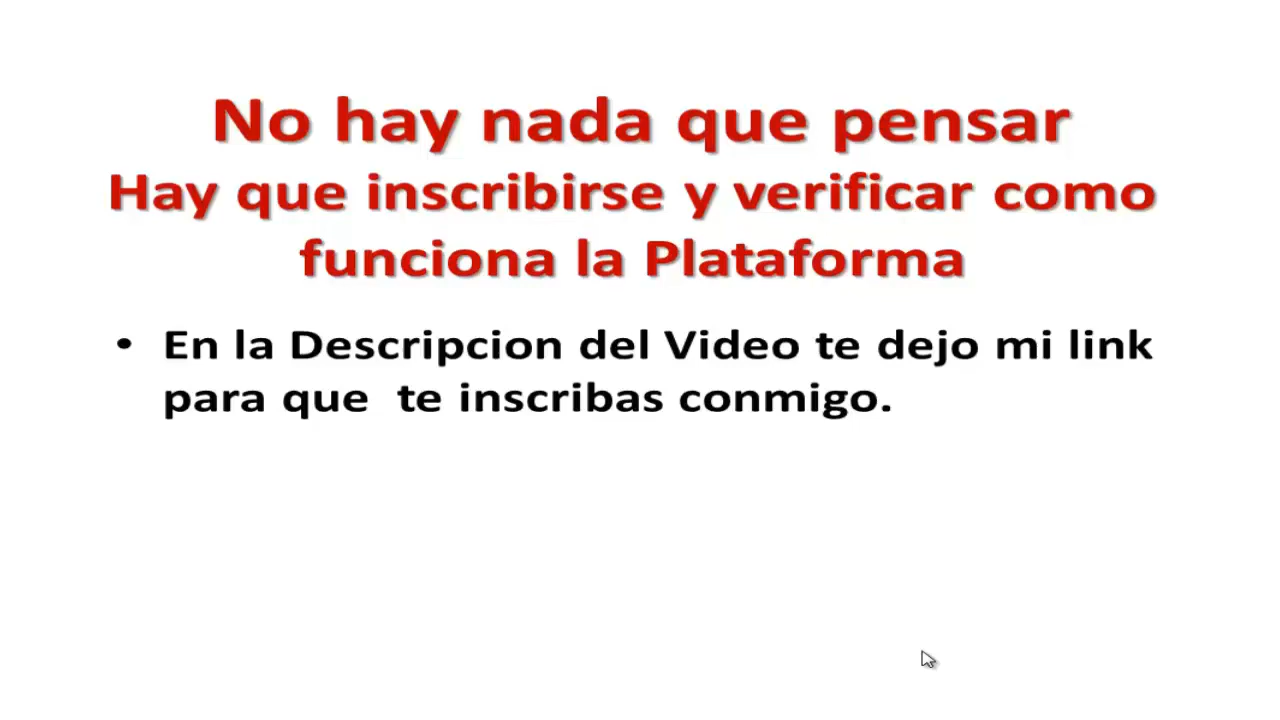 No hay nada que pensar
Hay que inscribirse y verificar como
funciona la Plataforma
• En la Descripcion del Video te dejo mi link
para que  te inscribas conmigo.